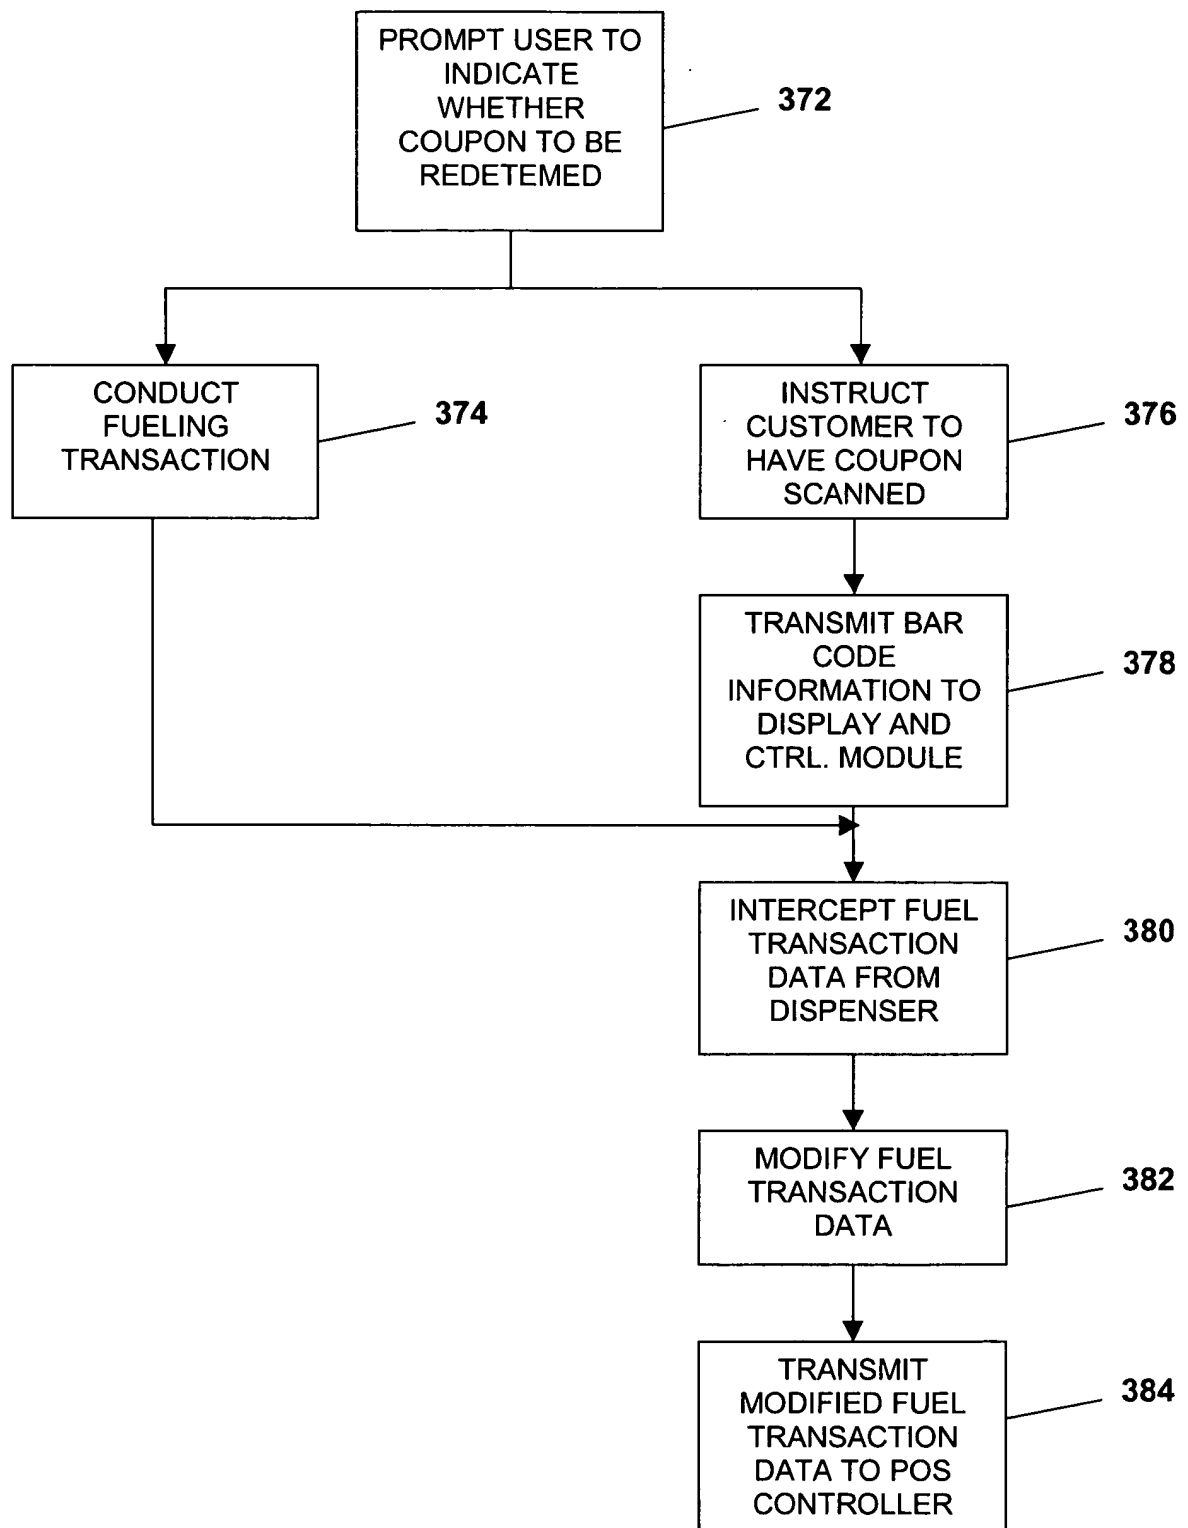 PROMPT USER TO
INDICATE
WHETHER
COUPON TO BE
REDETEMED
372
CONDUCT
FUELING
TRANSACTION
374
INSTRUCT
CUSTOMER TO
HAVE COUPON
SCANNED
376
TRANSMIT BAR
CODE
INFORMATION TO
DISPLAY AND
CTRL. MODULE
378
INTERCEPT FUEL
TRANSACTION
DATA FROM
DISPENSER
380
MODIFY FUEL
TRANSACTION
DATA
382
TRANSMIT
MODIFIED FUEL
TRANSACTION
DATA TO POS
CONTROLLER
384